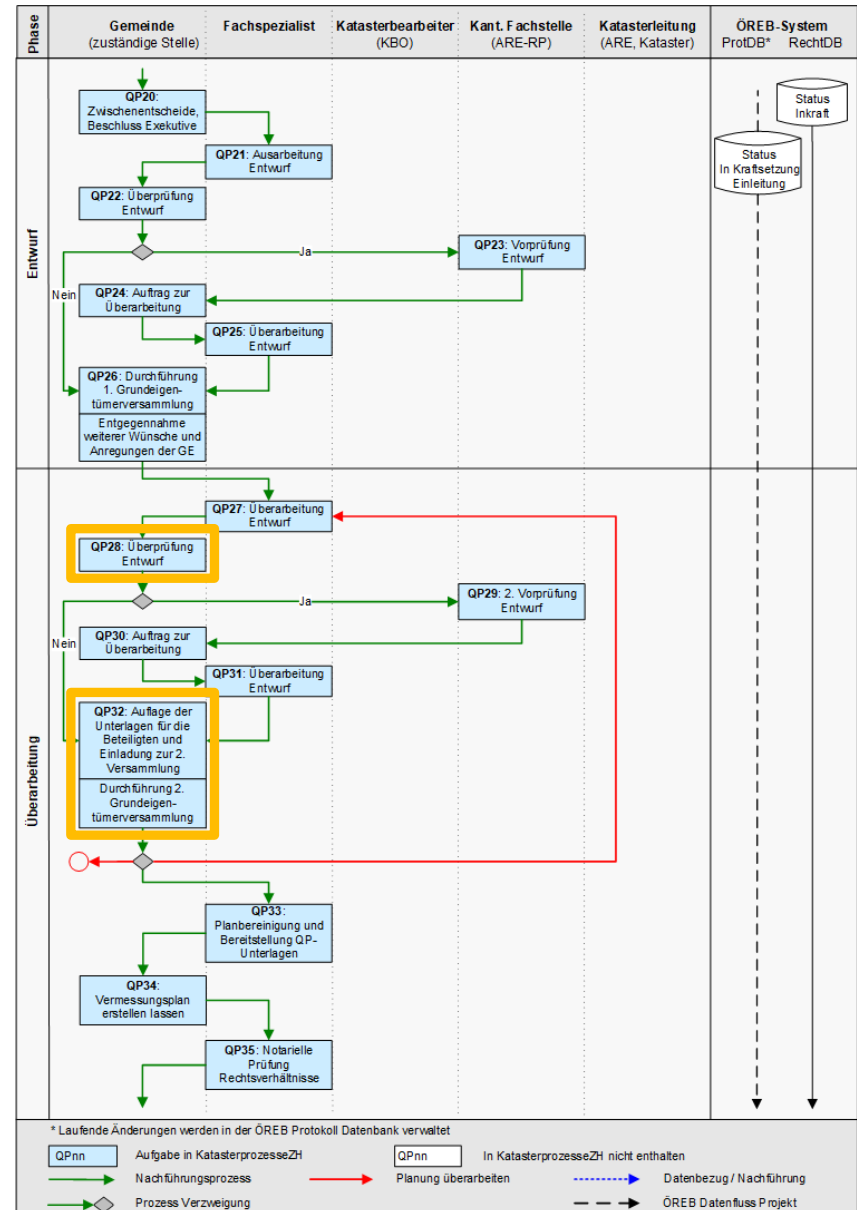 Phase
Gemeinde
(zuständige Stelle)
Fachspezialist
Katasterbearbeiter
(KBO)
Kant. Fachstelle
(ARE-RP)
Katasterleitung
(ARE, Kataster)
ÖREB-System
ProtDB* RechtDB
Entwurf
QP20:
Zwischenentscheide,
Beschluss Exekutive
Status
Inkraft
QP21: Ausarbeitung
Entwurf
Status
In Kraftsetzung
Einleitung
QP22: Überprüfung
Entwurf
Ja
QP23: Vorprüfung
Entwurf
Nein
QP24: Auftrag zur
Überarbeitung
QP25: Überarbeitung
Entwurf
QP26: Durchführung
1. Grundeigen-
tümerversammlung
Entgegennahme
weiterer Wünsche und
Anregungen der GE
Überarbeitung
QP27: Überarbeitung
Entwurf
QP28: Überprüfung
Entwurf
Ja
QP29: 2. Vorprüfung
Entwurf
Nein
QP30: Auftrag zur
Überarbeitung
QP31: Überarbeitung
Entwurf
QP32: Auflage der
Unterlagen für die
Beteiligten und
Einladung zur 2.
Versammlung
Durchführung 2.
Grundeigen-
tümerversammlung
QP33:
Planbereinigung und
Bereitstellung QP-
Unterlagen
QP34:
Vermessungsplan
erstellen lassen
QP35: Notarielle
Prüfung
Rechtsverhältnisse
* Laufende Änderungen werden in der ÖREB Protokoll Datenbank verwaltet
QPnn Aufgabe in KatasterprozesseZH
QPnn In KatasterprozesseZH nicht enthalten
Nachführungsprozess
Planung überarbeiten
Datenbezug / Nachführung
Prozess Verzweigung
ÖREB Datenfluss Projekt